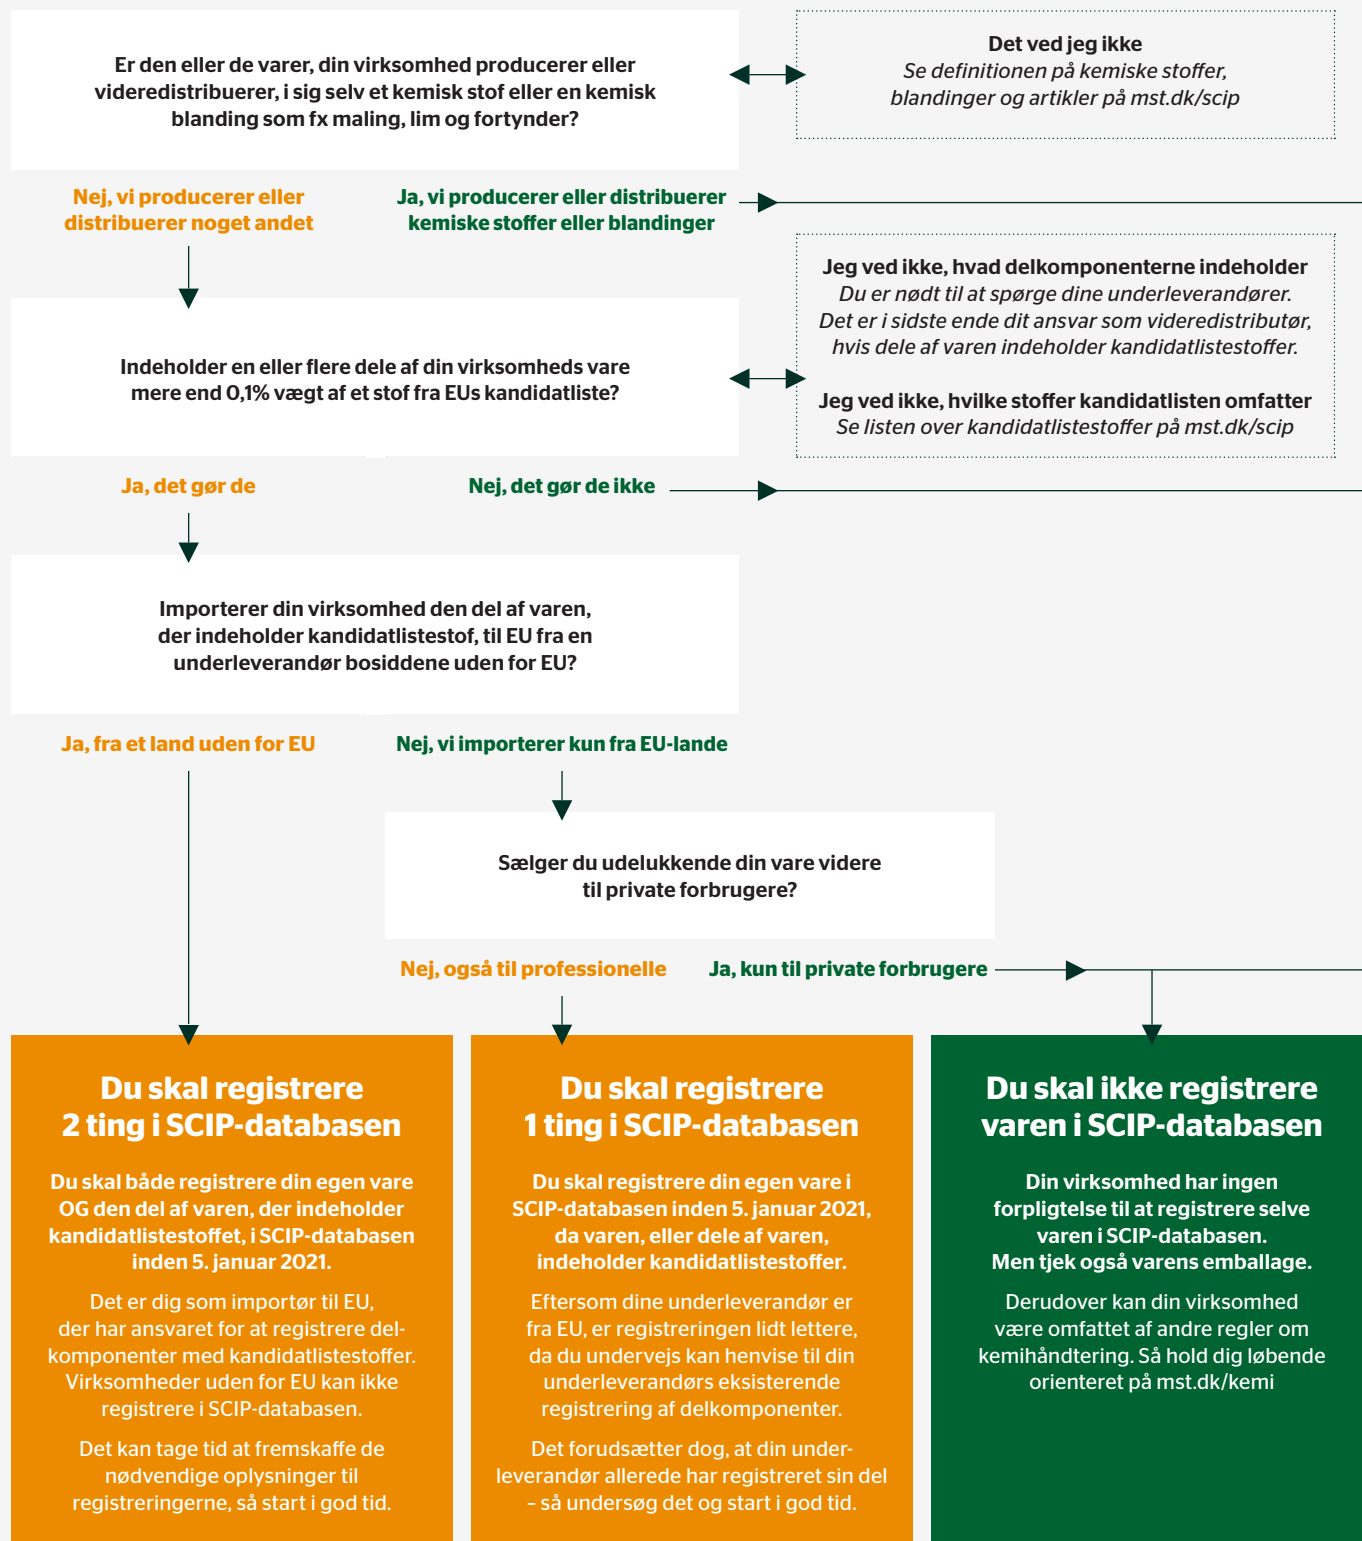 Er den eller de varer, din virksomhed producerer eller
videredistribuerer, i sig selv et kemisk stof eller en kemisk
blanding som fx maling, lim og fortynder?
Det ved jeg ikke
Se definitionen på kemiske stoffer,
blandinger og artikler på mst.dk/scip
Nej, vi producerer eller
distribuerer noget andet
Ja, vi producerer eller distribuerer
kemiske stoffer eller blandinger
Jeg ved ikke, hvad delkomponenterne indeholder
Du er nødt til at spørge dine underleverandører.
Det er i sidste ende dit ansvar som videredistributør,
hvis dele af varen indeholder kandidatlistestoffer.
Jeg ved ikke, hvilke stoffer kandidatlisten omfatter
Se listen over kandidatlistestoffer på mst.dk/scip
Indeholder en eller flere dele af din virksomheds vare
mere end 0,1% vægt af et stof fra EUs kandidatliste?
Ja, det gør de
Nej, det gør de ikke
Importerer din virksomhed den del af varen,
der indeholder kandidatlistestof, til EU fra en
underleverandør bosiddene uden for EU?
Ja, fra et land uden for EU
Nej, vi importerer kun fra EU-lande
Sælger du udelukkende din vare videre
til private forbrugere?
Nej, også til professionelle
Ja, kun til private forbrugere
Du skal registrere
2 ting i SCIP-databasen
Du skal både registrere din egen vare
OG den del af varen, der indeholder
kandidatlistestoffet, i SCIP-databasen
inden 5. januar 2021.
Det er dig som importør til EU,
der har ansvaret for at registrere del-
komponenter med kandidatlistestoffer.
Virksomheder uden for EU kan ikke
registrere i SCIP-databasen.
Det kan tage tid at fremskaffe de
nødvendige oplysninger til
registreringerne, så start i god tid.
Du skal registrere
1 ting i SCIP-databasen
Du skal registrere din egen vare i
SCIP-databasen inden 5. januar 2021,
da varen, eller dele af varen,
indeholder kandidatlistestoffer.
Eftersom dine underleverandør er
fra EU, er registreringen lidt lettere,
da du undervejs kan henvise til din
underleverandørs eksisterende
registrering af delkomponenter.
Det forudsætter dog, at din under-
leverandør allerede har registreret sin del
– så undersøg det og start i god tid.
Du skal ikke registrere
varen i SCIP-databasen
Din virksomhed har ingen
forpligtelse til at registrere selve
varen i SCIP-databasen.
Men tjek også varens emballage.
Derudover kan din virksomhed
være omfattet af andre regler om
kemihåndtering. Så hold dig løbende
orienteret på mst.dk/kemi